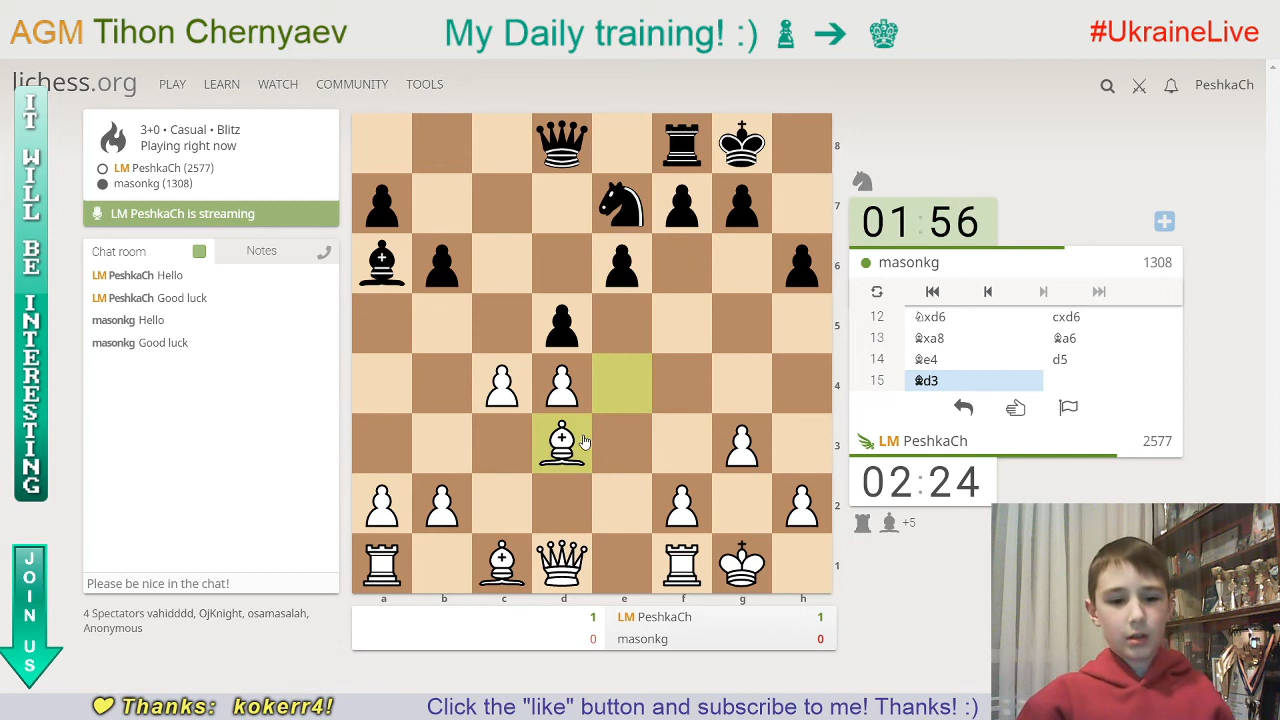 AGM Tihon Chernyaev
My Daily training! :)
#UkraineLive
lichess.org
PLAY
LEARN
WATCH
COMMUNITY
TOOLS
PeshkaCh
IT WILL BE INTERESTING
JOIN US
3+0 • Casual • Blitz
Playing right now
LM PeshkaCh (2577)
masonkg (1308)
LM PeshkaCh is streaming
Chat room
Notes
LM PeshkaCh Hello
LM PeshkaCh Good luck
masonkg Hello
masonkg Good luck
Please be nice in the chat!
4 Spectators vahidddd, OjKnight, osamasalah,
Anonymous
8
7
6
5
4
3
2
1
a b c d e f g h
1 LM PeshkaCh 1
0 masonkg 0
01:56
masonkg 1308
12 ♘xd6 cxd6
13 ♗xa8 ♗a6
14 ♗e4 d5
15 ♗d3
LM PeshkaCh 2577
02:24
+5
Thanks: kokerr4!
Click the "like" button and subscribe to me! Thanks! :)